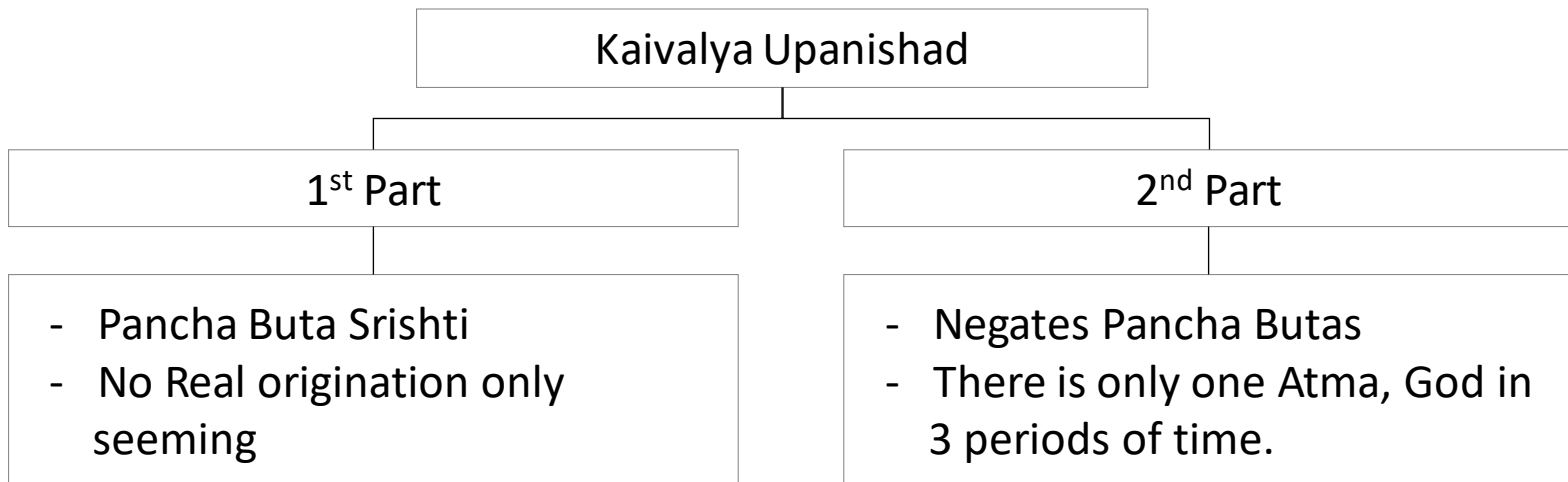 Kaivalya Upanishad
1st Part
- Pancha Buta Srishti
- No Real origination only
seeming
2nd Part
- Negates Pancha Butas
- There is only one Atma, God in
3 periods of time.